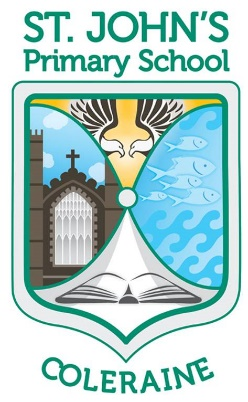 ST. JOHN'S
Primary School
COLERAINE